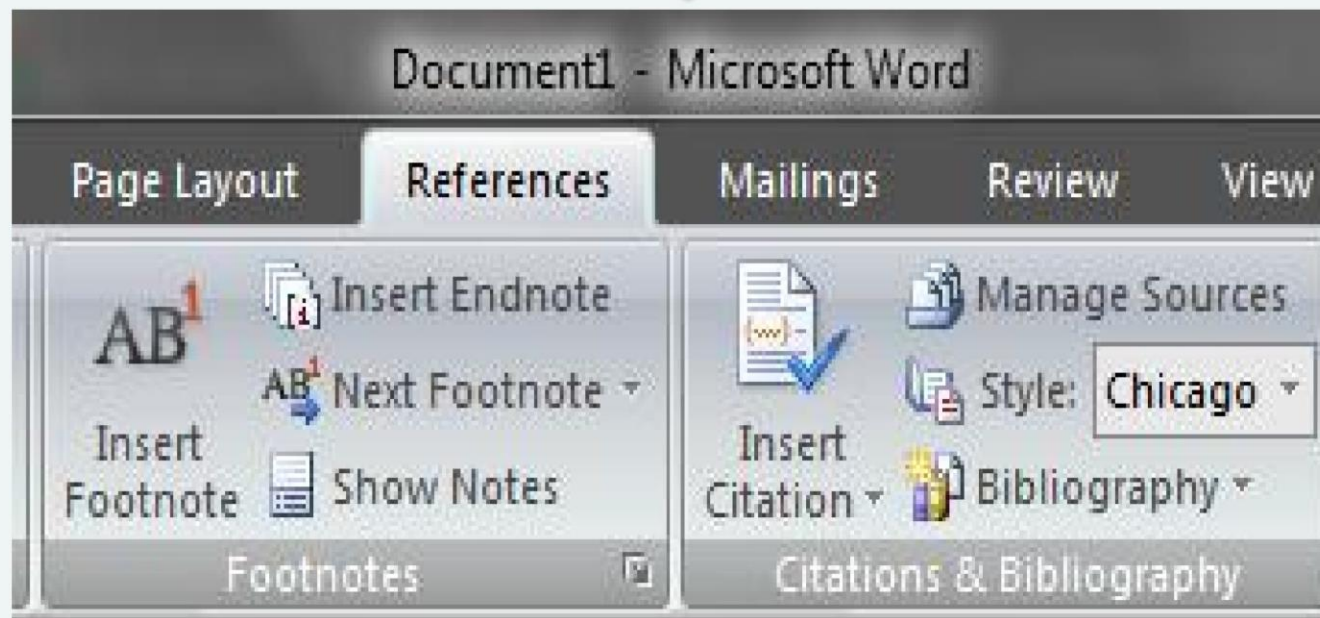 Document1 - Microsoft Word
Page Layout References Mailings Review View
AB1 Insert Endnote
AB1 Next Footnote
Insert Footnote
Show Notes
Footnotes
Manage Sources
Style: Chicago
Insert Citation
Bibliography
Citations & Bibliography